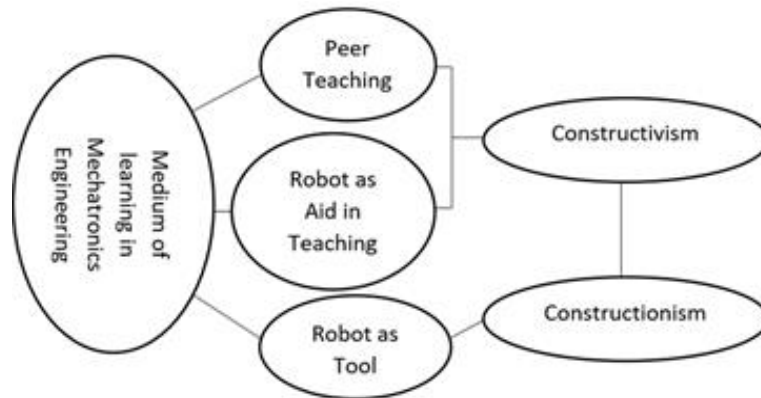 Medium of
learning in
Mechatronics
Engineering
Peer
Teaching
Robot as
Aid in
Teaching
Robot as
Tool
Constructivism
Constructionism